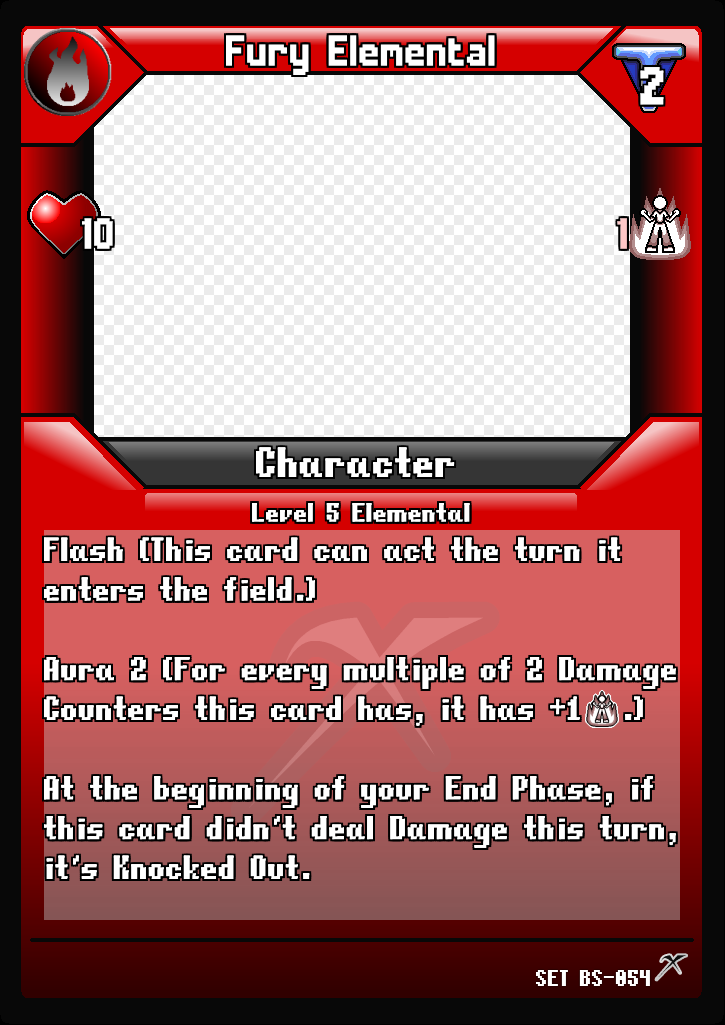 Fury Elemental
2
10
1
Character
Level 5 Elemental
Flash (This card can act the turn it
enters the field.)
Aura 2 (For every multiple of 2 Damage
Counters this card has, it has +1.)
At the beginning of your End Phase, if
this card didn't deal Damage this turn,
it's Knocked Out.
SET BS-054